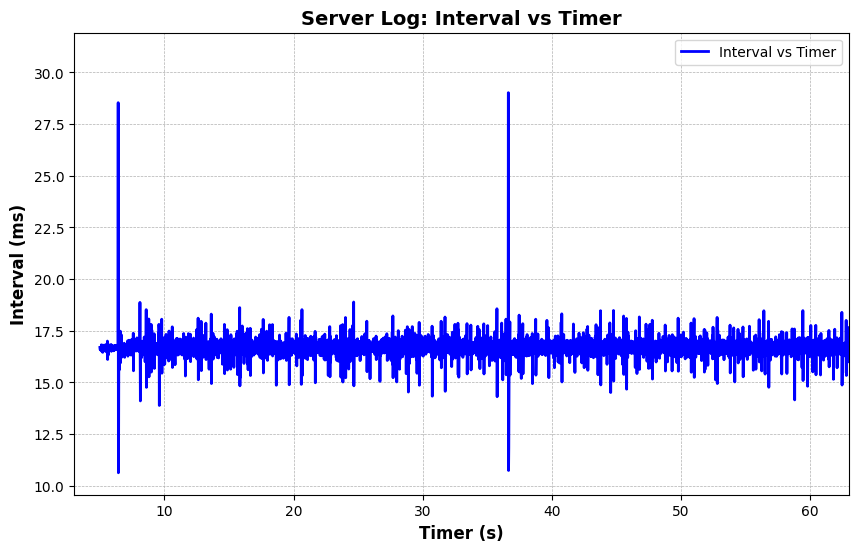 Server Log: Interval vs Timer
Interval vs Timer
30.0
27.5
25.0
22.5
20.0
17.5
15.0
12.5
10.0
Interval (ms)
10 20 30 40 50 60
Timer (s)